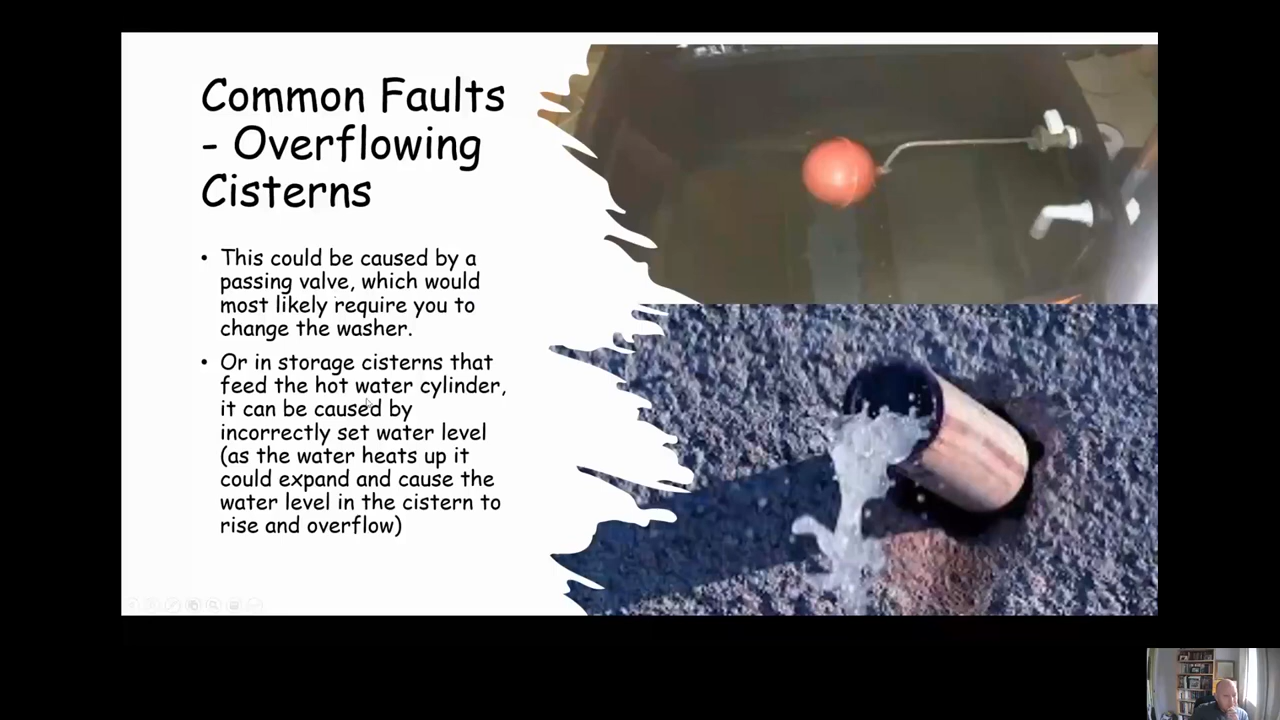 Common Faults
- Overflowing
Cisterns
• This could be caused by a
passing valve, which would
most likely require you to
change the washer.
• Or in storage cisterns that
feed the hot water cylinder,
it can be caused by
incorrectly set water level
(as the water heats up it
could expand and cause the
water level in the cistern to
rise and overflow)